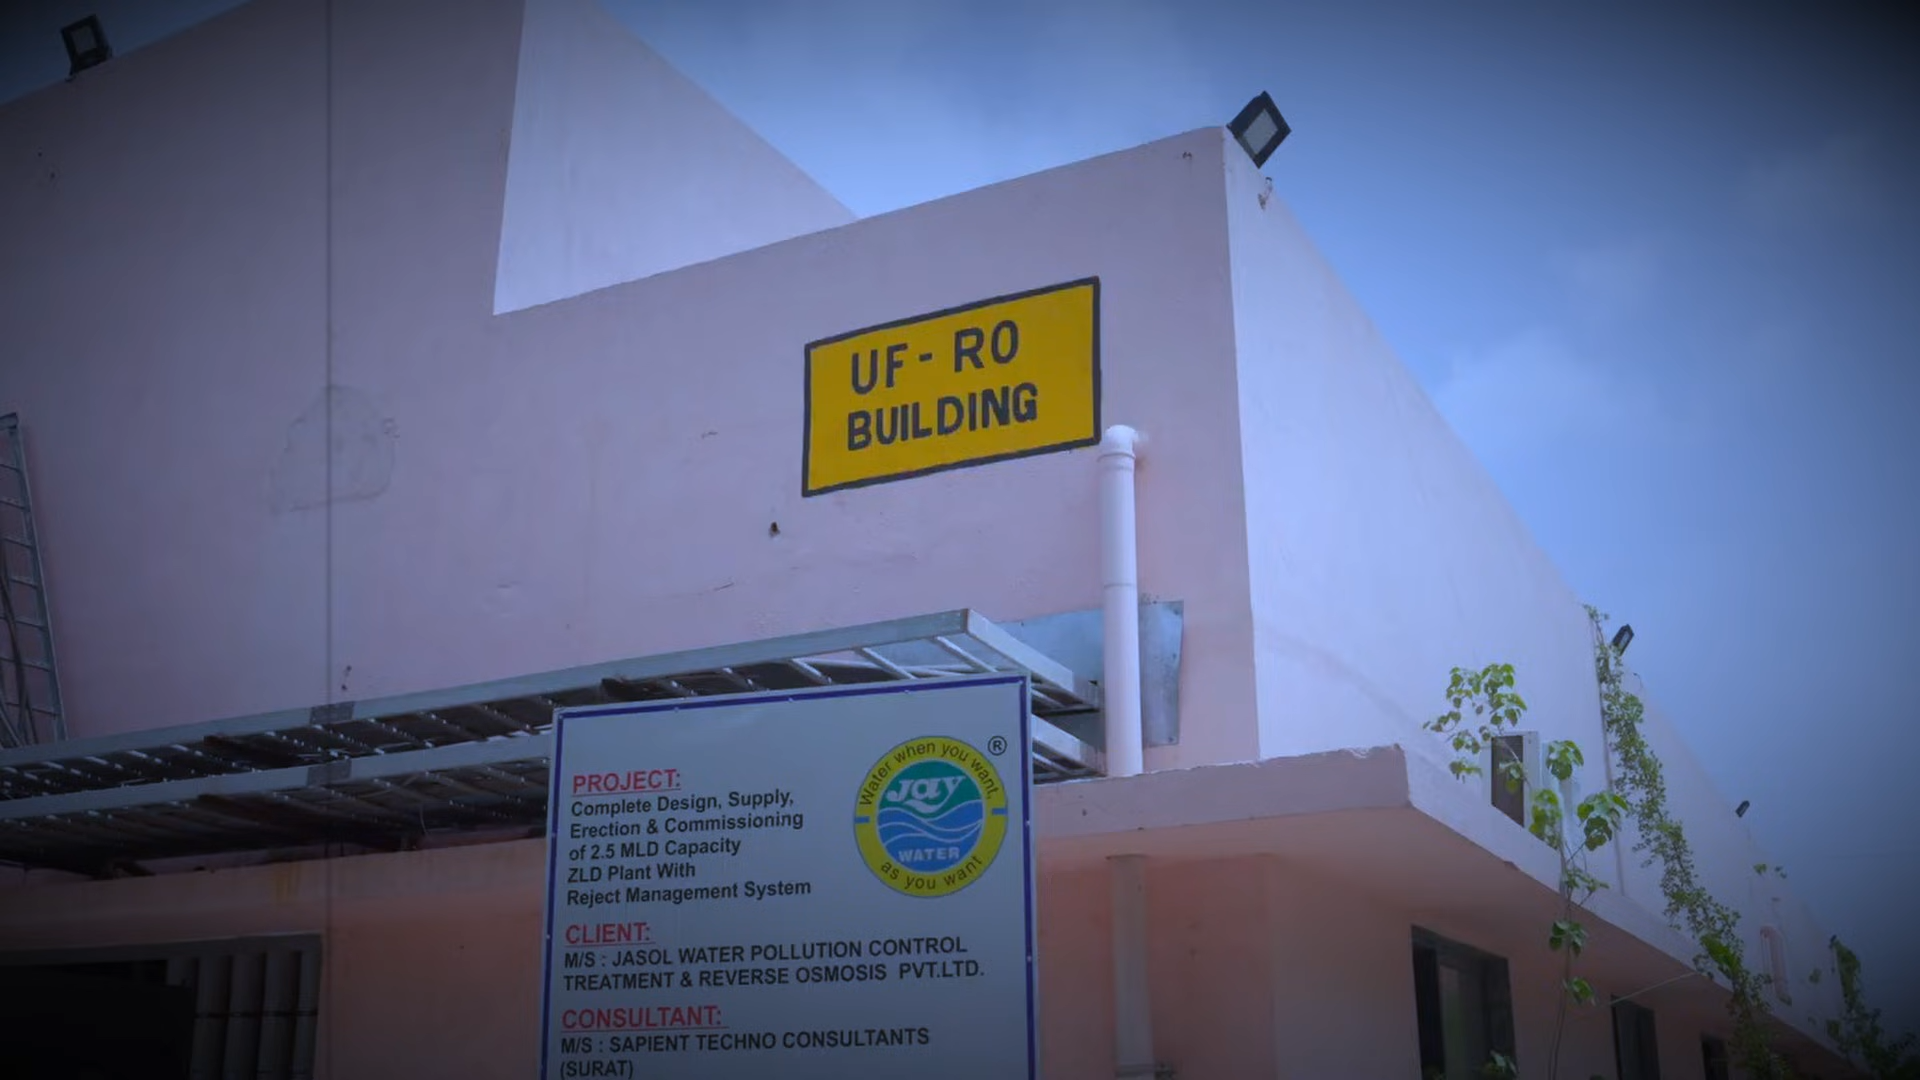 UF - RO
BUILDING
PROJECT:
Complete Design, Supply,
Erection & Commissioning
of 2.5 MLD Capacity
ZLD Plant With
Reject Management System
Water when you want,
®
Jay
WATER
as you want
CLIENT:
M/S : JASOL WATER POLLUTION CONTROL
TREATMENT & REVERSE OSMOSIS PVT.LTD.
CONSULTANT:
M/S : SAPIENT TECHNO CONSULTANTS
(SURAT)